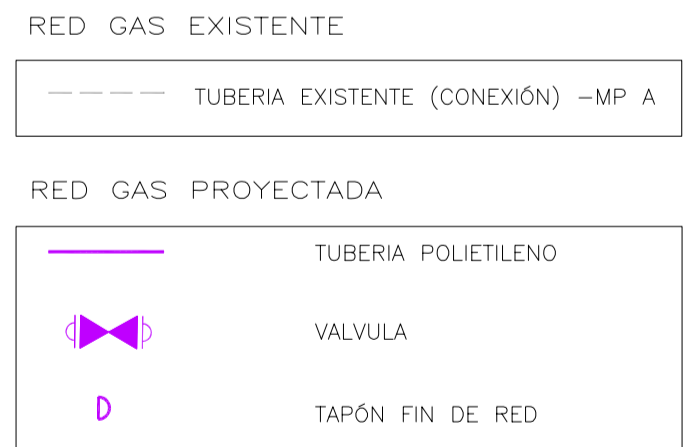 RED GAS EXISTENTE
TUBERIA EXISTENTE (CONEXIÓN) -MP A
RED GAS PROYECTADA
TUBERIA POLIETILENO
VALVULA
TAPÓN FIN DE RED